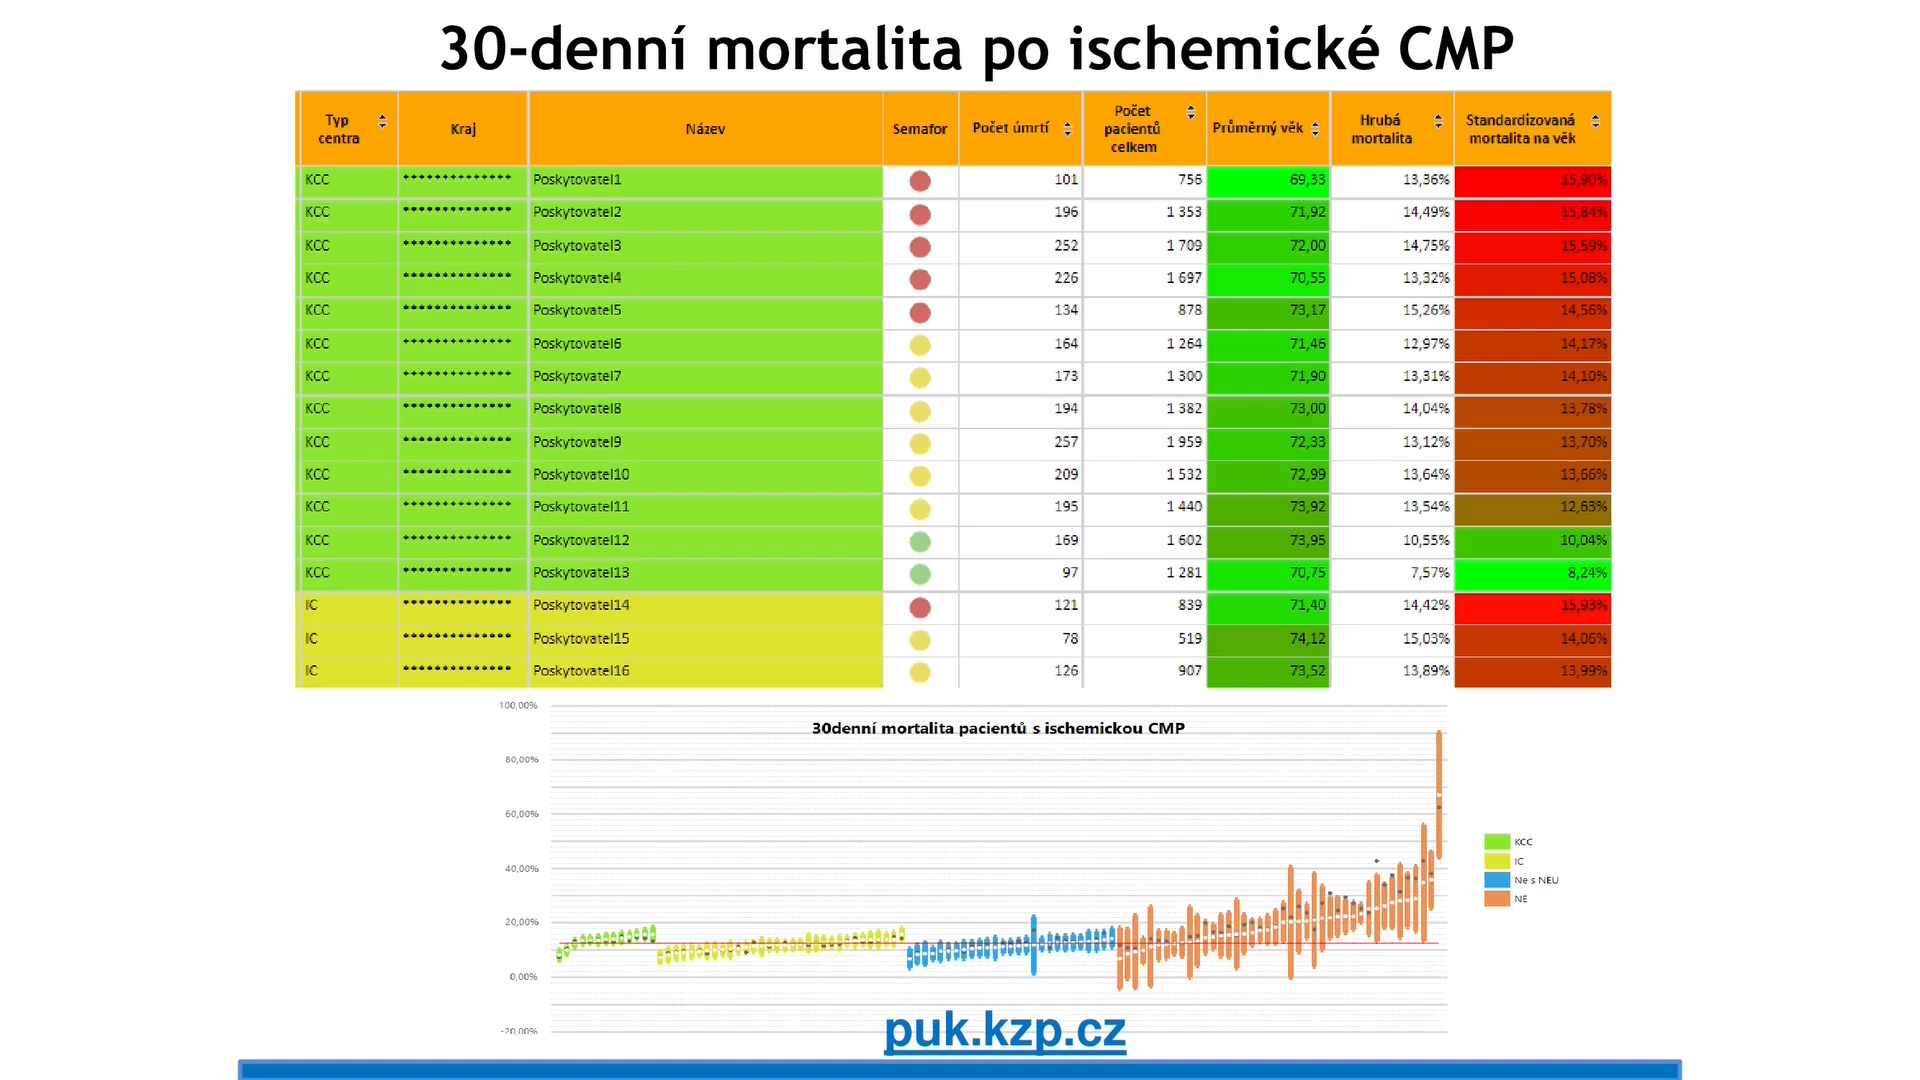 30-denní mortalita po ischemické CMP
Typ centra Kraj Název Semafor Počet úmrtí Počet pacientů celkem Průměrný věk Hrubá mortalita Standardizovaná mortalita na věk
KCC ************** Poskytovatel1 101 756 69,33 13,36% 15,90%
KCC ************** Poskytovatel2 196 1 353 71,92 14,49% 15,84%
KCC ************** Poskytovatel3 252 1 709 72,00 14,75% 15,59%
KCC ************** Poskytovatel4 226 1 697 70,55 13,32% 15,08%
KCC ************** Poskytovatel5 134 878 73,17 15,26% 14,56%
KCC ************** Poskytovatel6 164 1 264 71,46 12,97% 14,17%
KCC ************** Poskytovatel7 173 1 300 71,90 13,31% 14,10%
KCC ************** Poskytovatel8 194 1 382 73,00 14,04% 13,78%
KCC ************** Poskytovatel9 257 1 959 72,33 13,12% 13,70%
KCC ************** Poskytovatel10 209 1 532 72,99 13,64% 13,66%
KCC ************** Poskytovatel11 195 1 440 73,92 13,54% 12,63%
KCC ************** Poskytovatel12 169 1 602 73,95 10,55% 10,04%
KCC ************** Poskytovatel13 97 1 281 70,75 7,57% 8,24%
IC ************** Poskytovatel14 121 839 71,40 14,42% 15,93%
IC ************** Poskytovatel15 78 519 74,12 15,03% 14,06%
IC ************** Poskytovatel16 126 907 73,52 13,89% 13,99%
30denní mortalita pacientů s ischemickou CMP
100,00%
80,00%
60,00%
40,00%
20,00%
0,00%
-20,00%
KCC
IC
Ne s NEU
NE
puk.kzp.cz